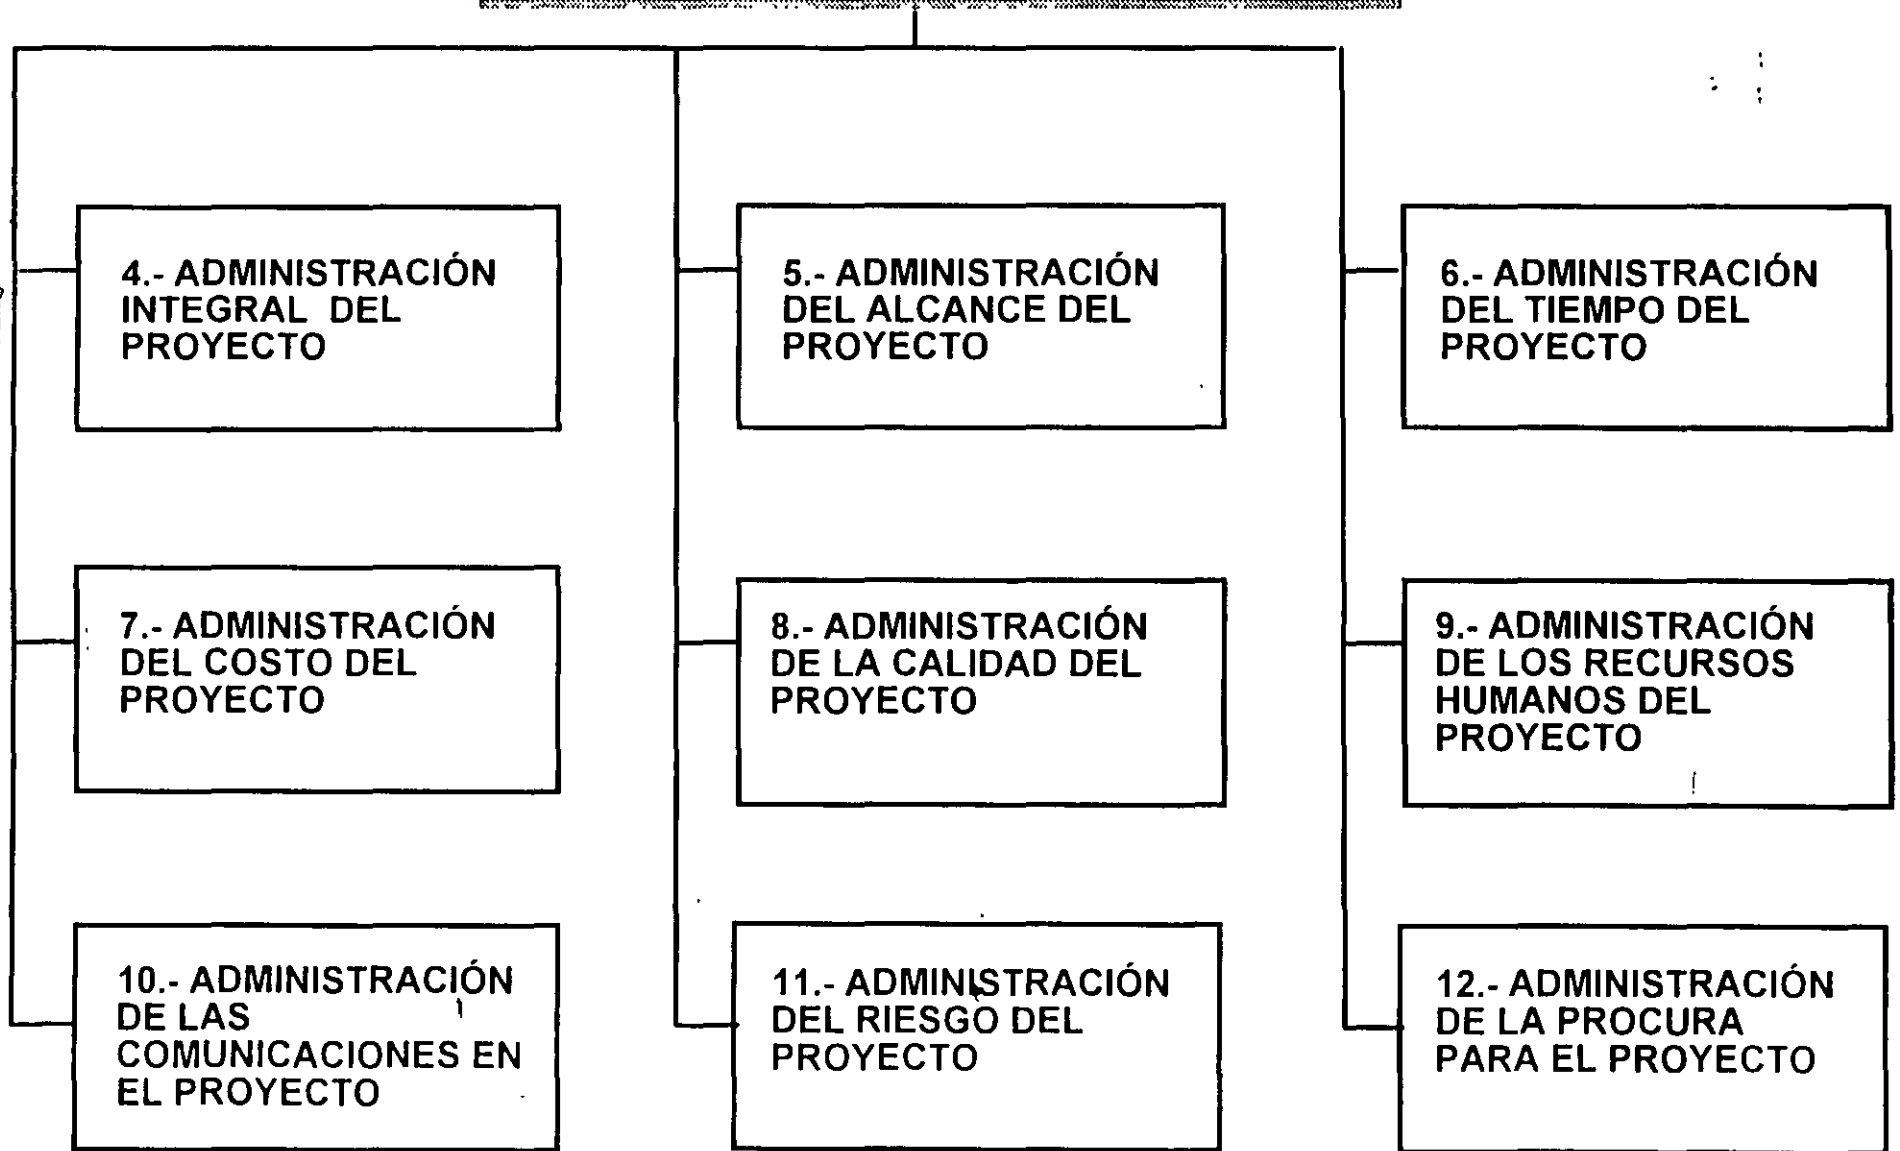 4.- ADMINISTRACIÓN
INTEGRAL DEL
PROYECTO
5.- ADMINISTRACIÓN
DEL ALCANCE DEL
PROYECTO
6.- ADMINISTRACIÓN
DEL TIEMPO DEL
PROYECTO
7.- ADMINISTRACIÓN
DEL COSTO DEL
PROYECTO
8.- ADMINISTRACIÓN
DE LA CALIDAD DEL
PROYECTO
9.- ADMINISTRACIÓN
DE LOS RECURSOS
HUMANOS DEL
PROYECTO
10.- ADMINISTRACIÓN
DE LAS
COMUNICACIONES EN
EL PROYECTO
11.- ADMINISTRACIÓN
DEL RIESGO DEL
PROYECTO
12.- ADMINISTRACIÓN
DE LA PROCURA
PARA EL PROYECTO